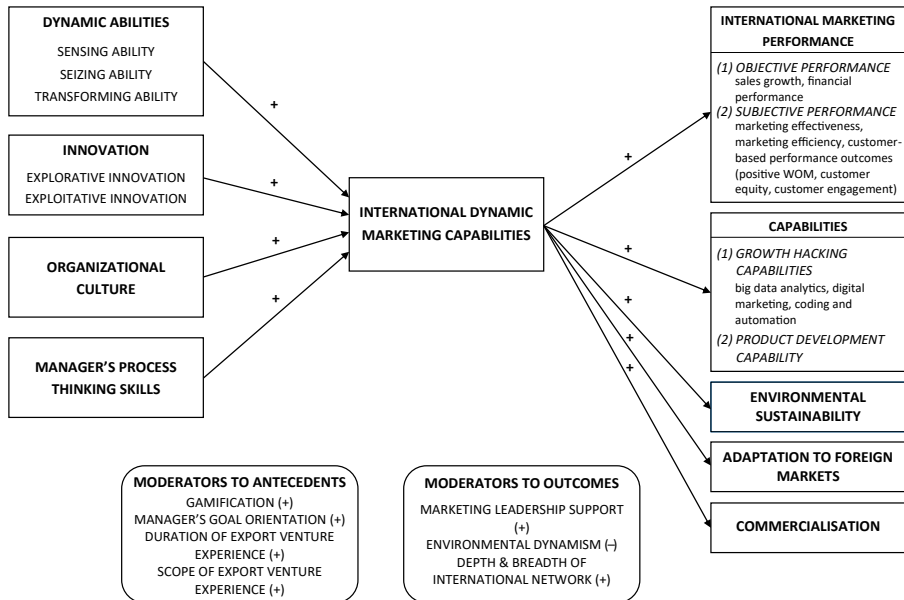 DYNAMIC ABILITIES
SENSING ABILITY
SEIZING ABILITY
TRANSFORMING ABILITY
INNOVATION
EXPLORATIVE INNOVATION
EXPLOITATIVE INNOVATION
ORGANIZATIONAL
CULTURE
MANAGER’S PROCESS
THINKING SKILLS
+
+
+
+
INTERNATIONAL DYNAMIC
MARKETING CAPABILITIES
+
+
+
+
+
INTERNATIONAL MARKETING
PERFORMANCE
(1) OBJECTIVE PERFORMANCE
sales growth, financial
performance
(2) SUBJECTIVE PERFORMANCE
marketing effectiveness,
marketing efficiency, customer-
based performance outcomes
(positive WOM, customer
equity, customer engagement)
CAPABILITIES
(1) GROWTH HACKING
CAPABILITIES
big data analytics, digital
marketing, coding and
automation
(2) PRODUCT DEVELOPMENT
CAPABILITY
ENVIRONMENTAL
SUSTAINABILITY
ADAPTATION TO FOREIGN
MARKETS
COMMERCIALISATION
MODERATORS TO ANTECEDENTS
GAMIFICATION (+)
MANAGER’S GOAL ORIENTATION (+)
DURATION OF EXPORT VENTURE
EXPERIENCE (+)
SCOPE OF EXPORT VENTURE
EXPERIENCE (+)
MODERATORS TO OUTCOMES
MARKETING LEADERSHIP SUPPORT
(+)
ENVIRONMENTAL DYNAMISM (–)
DEPTH & BREADTH OF
INTERNATIONAL NETWORK (+)